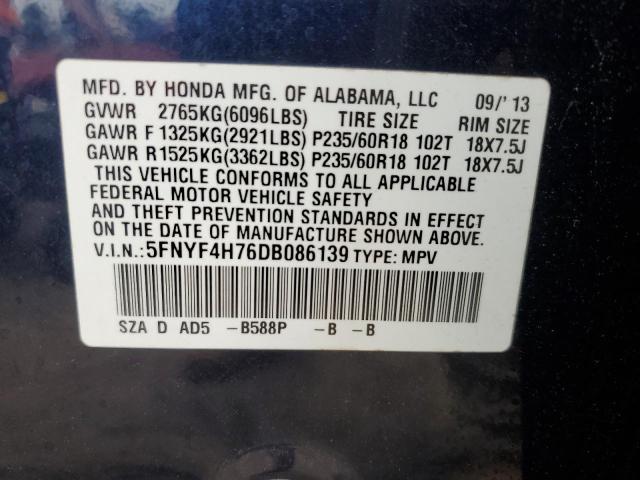 MFD. BY HONDA MFG. OF ALABAMA, LLC 09/'13
GVWR 2765KG(6096LBS) TIRE SIZE RIM SIZE
GAWR F 1325KG(2921LBS) P235/60R18 102T 18X7.5J
GAWR R1525KG(3362LBS) P235/60R18 102T 18X7.5J
THIS VEHICLE CONFORMS TO ALL APPLICABLE
FEDERAL MOTOR VEHICLE SAFETY
AND THEFT PREVENTION STANDARDS IN EFFECT
ON THE DATE OF MANUFACTURE SHOWN ABOVE.
V.I.N.:5FNYF4H76DB086139 TYPE: MPV
SZA D AD5 -B588P -B -B